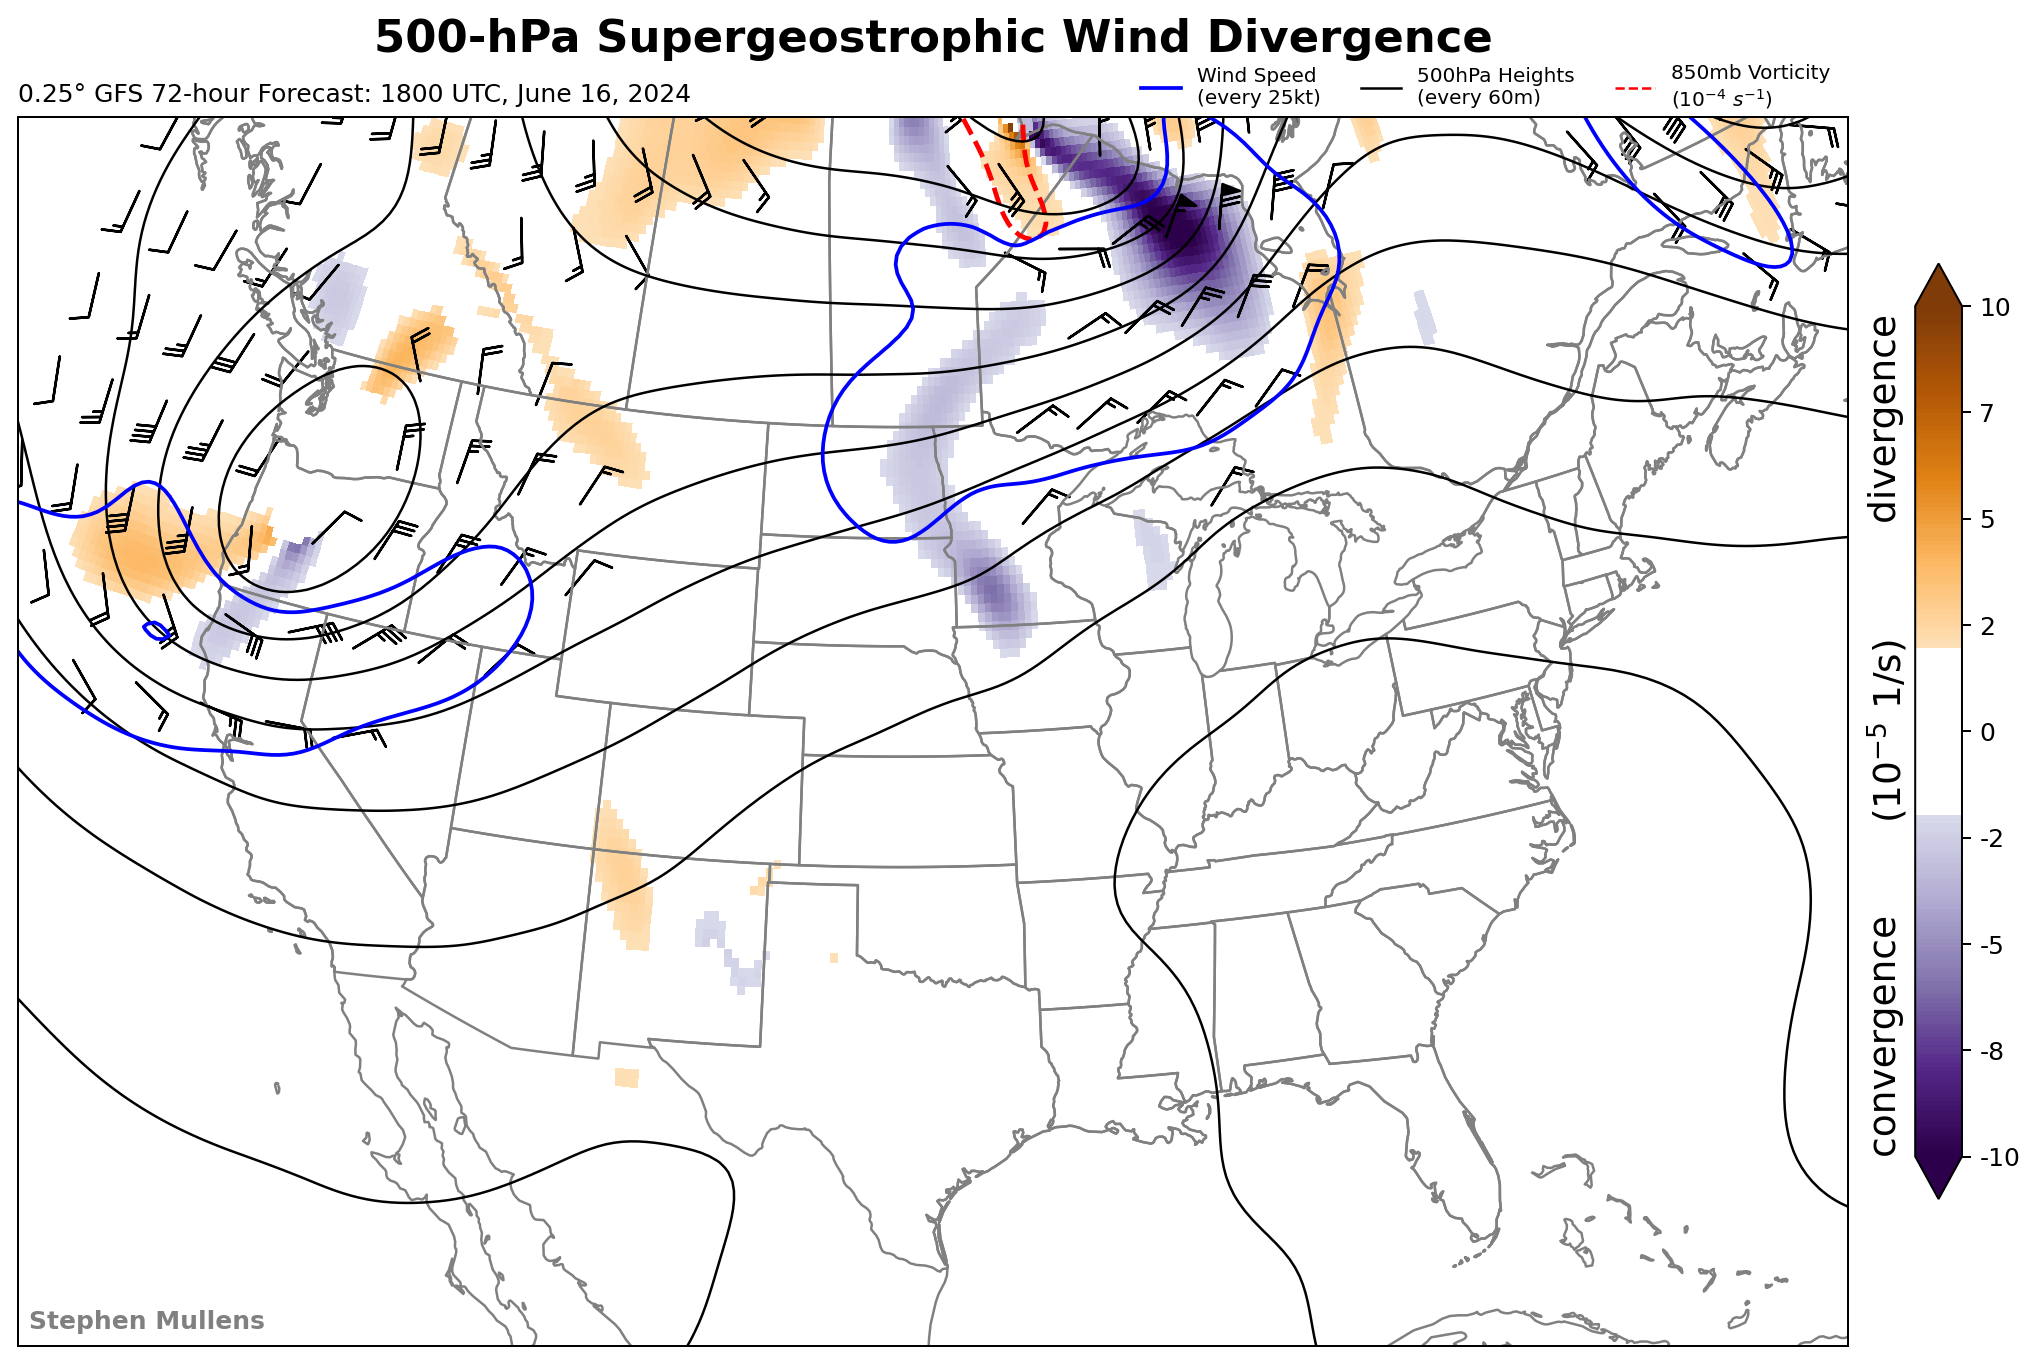 500-hPa Supergeostrophic Wind Divergence
0.25° GFS 72-hour Forecast: 1800 UTC, June 16, 2024
Wind Speed
(every 25kt)
500hPa Heights
(every 60m)
850mb Vorticity
(10⁻⁴ s⁻¹)
10
7
5
2
0
-2
-5
-8
-10
convergence (10⁻⁵ 1/s) divergence
Stephen Mullens